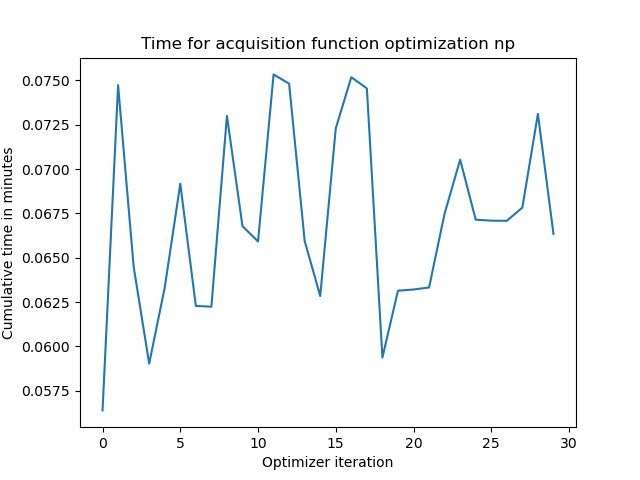 Time for acquisition function optimization np
Cumulative time in minutes
0.0750
0.0725
0.0700
0.0675
0.0650
0.0625
0.0600
0.0575
0 5 10 15 20 25 30
Optimizer iteration